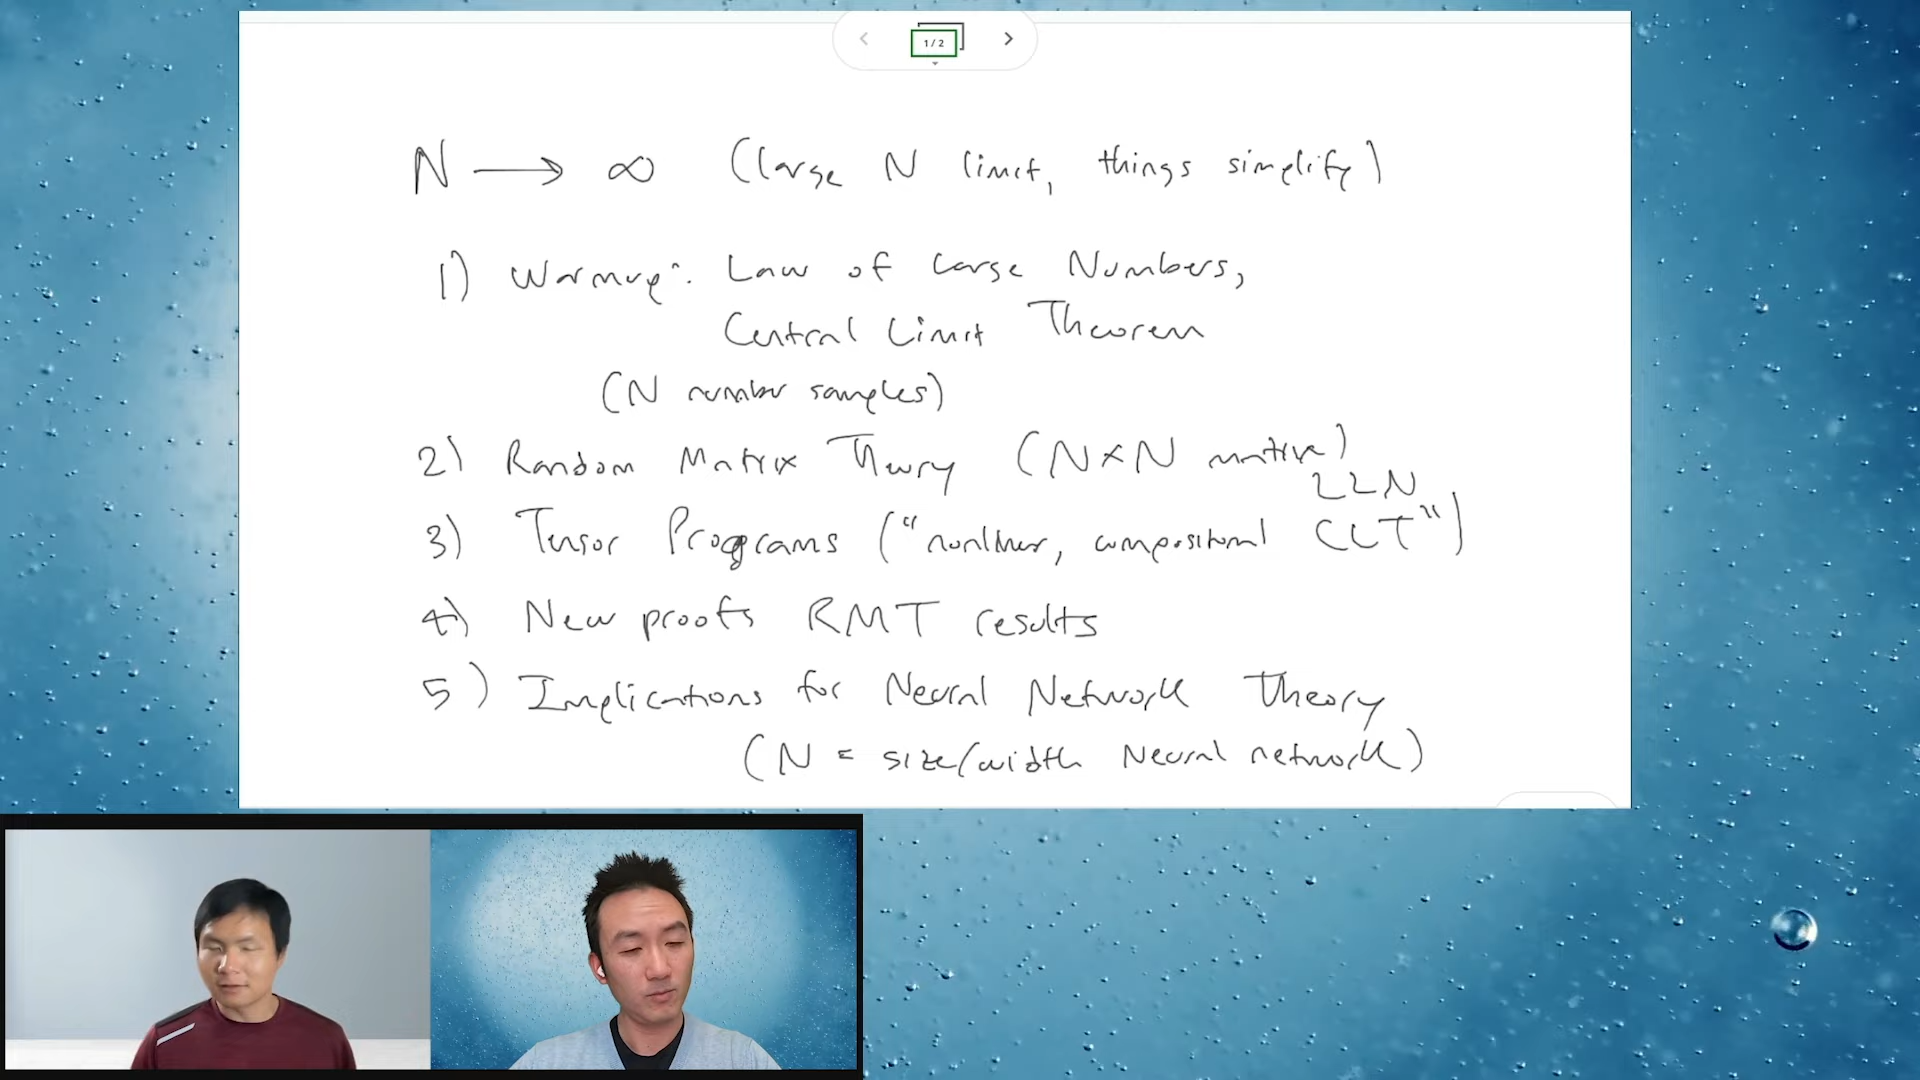 1 / 2
N ⟶ ∞ (large N limit, things simplify)
1) Warmup: Law of Large Numbers,
Central Limit Theorem
(N number samples)
2) Random Matrix Theory (N×N matrix)
LLN
3) Tensor Programs ("nonlinear, compositional CLT")
4) New proofs RMT results
5) Implications for Neural Network Theory
(N = size/width Neural network)